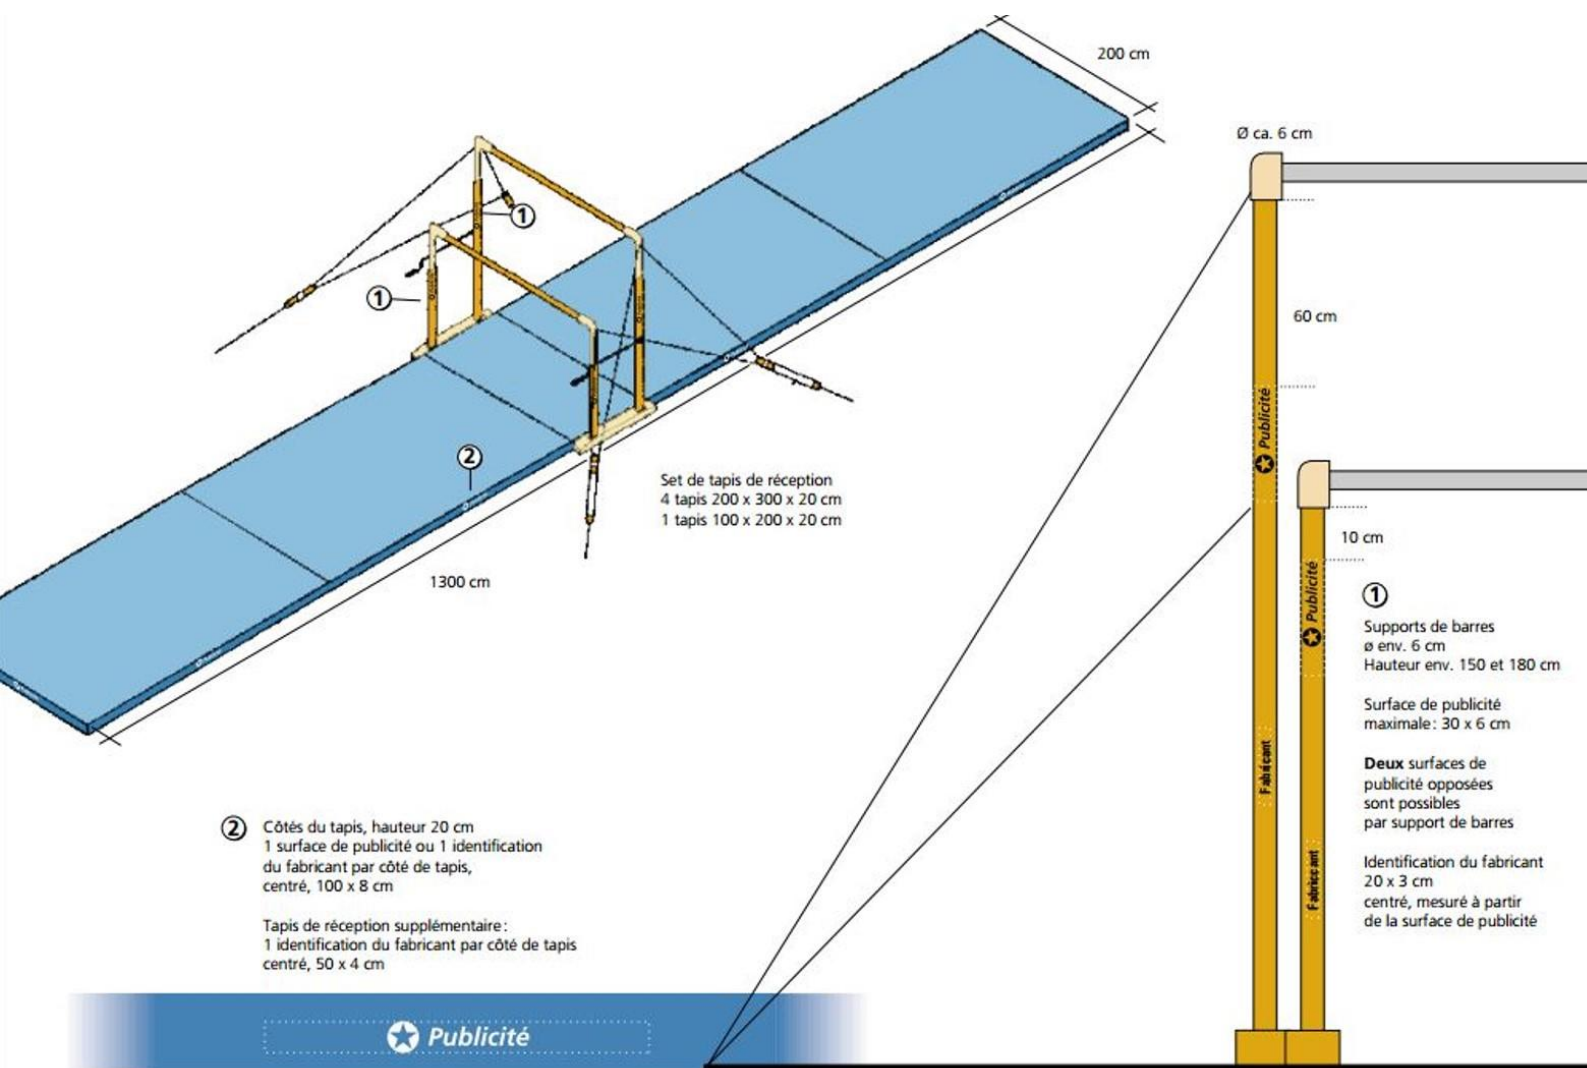 200 cm
Ø ca. 6 cm
1
1
60 cm
Publicité
2
Set de tapis de réception
4 tapis 200 x 300 x 20 cm
1 tapis 100 x 200 x 20 cm
10 cm
1300 cm
Publicité
1
Supports de barres
ø env. 6 cm
Hauteur env. 150 et 180 cm
Surface de publicité
maximale: 30 x 6 cm
Deux surfaces de
publicité opposées
sont possibles
par support de barres
Identification du fabricant
20 x 3 cm
centré, mesuré à partir
de la surface de publicité
Fabricant
Fabriccant
2
Côtés du tapis, hauteur 20 cm
1 surface de publicité ou 1 identification
du fabricant par côté de tapis,
centré, 100 x 8 cm
Tapis de réception supplémentaire:
1 identification du fabricant par côté de tapis
centré, 50 x 4 cm
Publicité